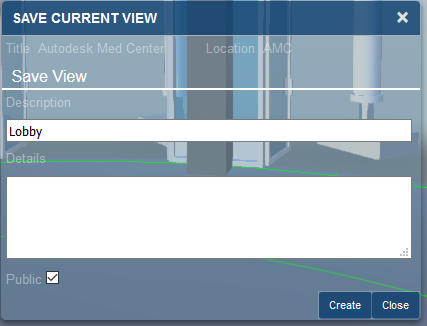 SAVE CURRENT VIEW
Title Autodesk Med Center Location AMC
Save View
Description
Lobby
Details
Public
Create Close